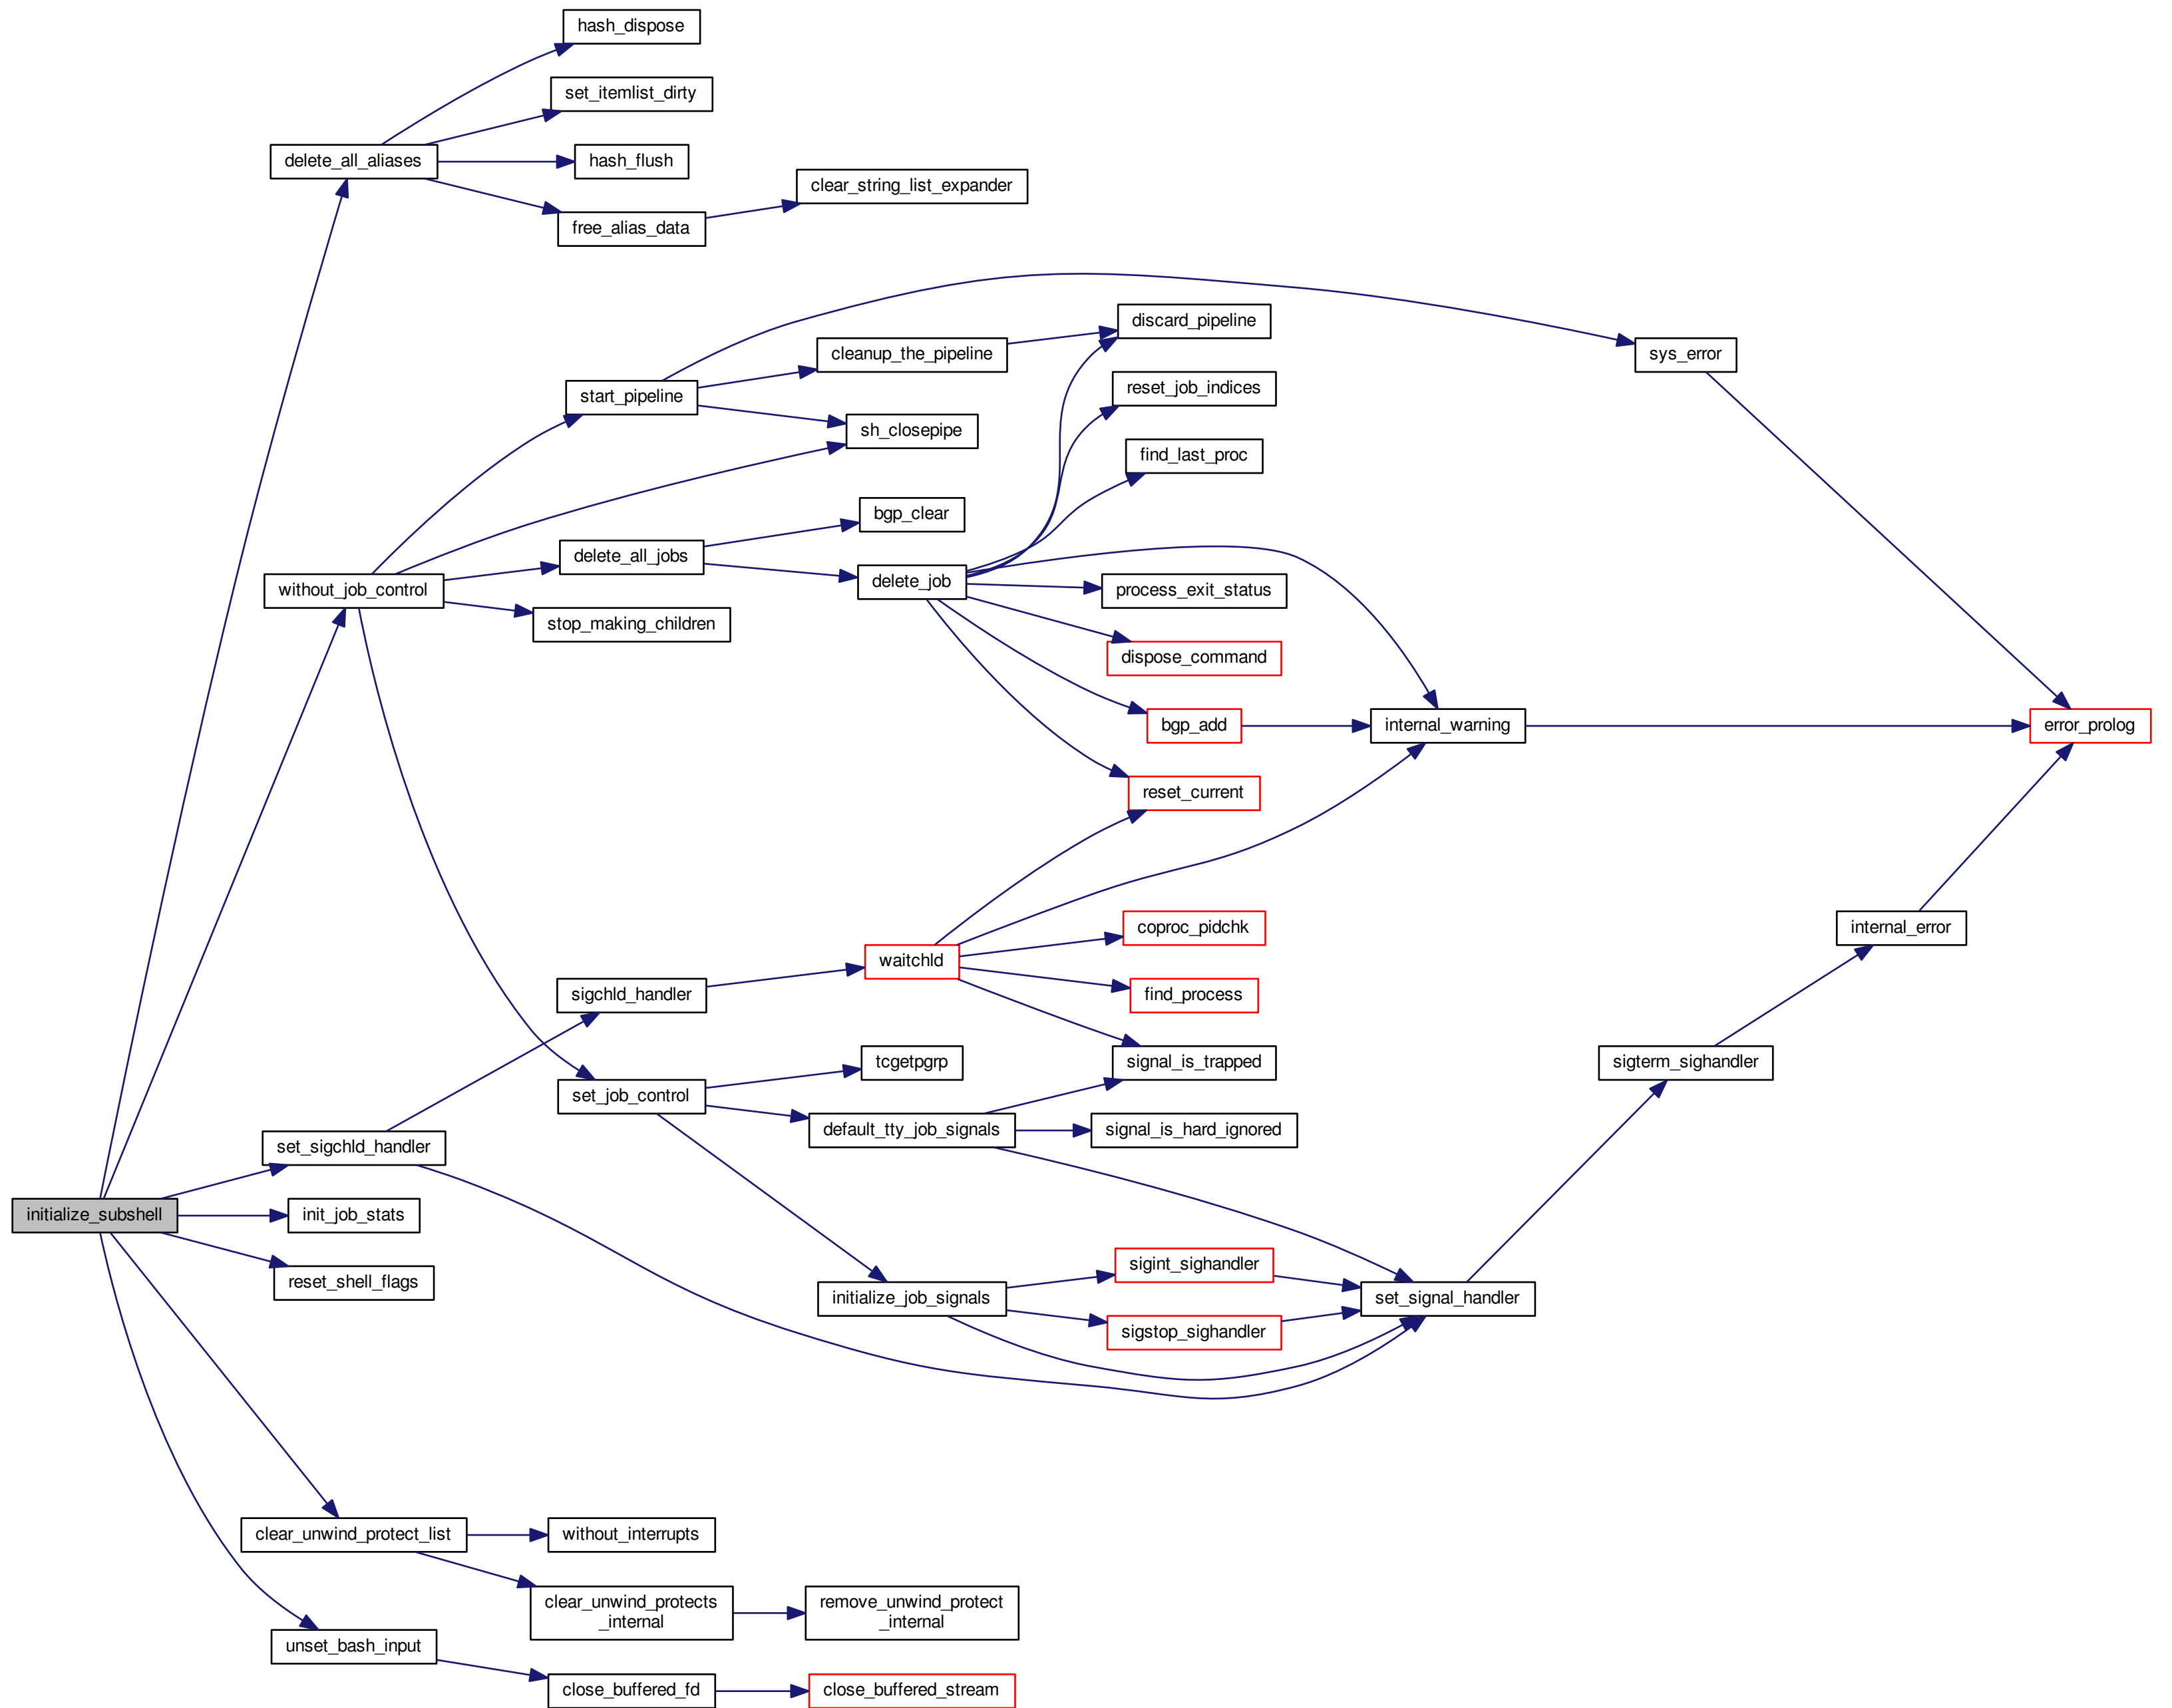 hash_dispose
set_itemlist_dirty
delete_all_aliases
hash_flush
clear_string_list_expander
free_alias_data
discard_pipeline
cleanup_the_pipeline
sys_error
reset_job_indices
start_pipeline
sh_closepipe
find_last_proc
bgp_clear
delete_all_jobs
delete_job
without_job_control
process_exit_status
stop_making_children
dispose_command
bgp_add
internal_warning
error_prolog
reset_current
coproc_pidchk
internal_error
waitchld
sigchld_handler
find_process
tcgetpgrp
signal_is_trapped
sigterm_sighandler
set_job_control
default_tty_job_signals
signal_is_hard_ignored
set_sigchld_handler
initialize_subshell
init_job_stats
sigint_sighandler
reset_shell_flags
initialize_job_signals
set_signal_handler
sigstop_sighandler
clear_unwind_protect_list
without_interrupts
clear_unwind_protects
_internal
remove_unwind_protect
_internal
unset_bash_input
close_buffered_fd
close_buffered_stream